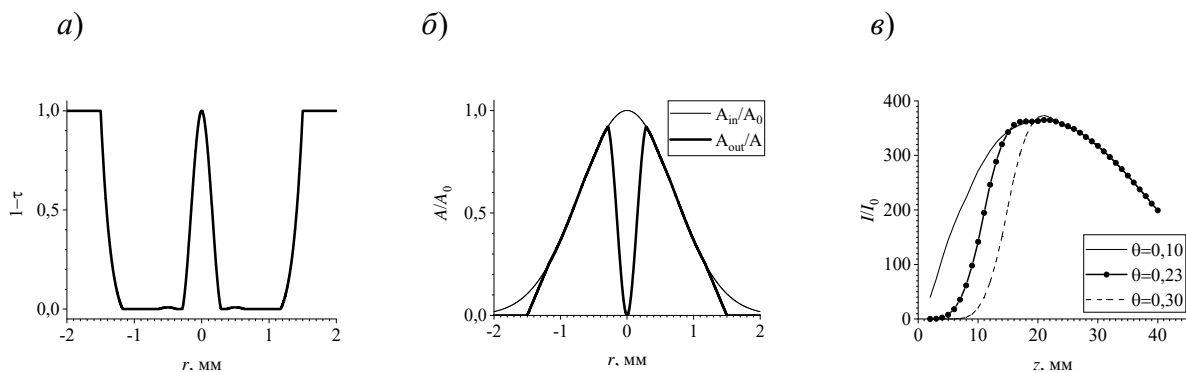 а) б) в)
1,0
0,5
0,0
-2 -1 0 1 2
1–τ
r, мм
1,0
0,5
0,0
-2 -1 0 1 2
A/A0
r, мм
Ain/A0
Aout/A
400
300
200
100
0
0 10 20 30 40
I/I0
z, мм
θ=0,10
θ=0,23
θ=0,30